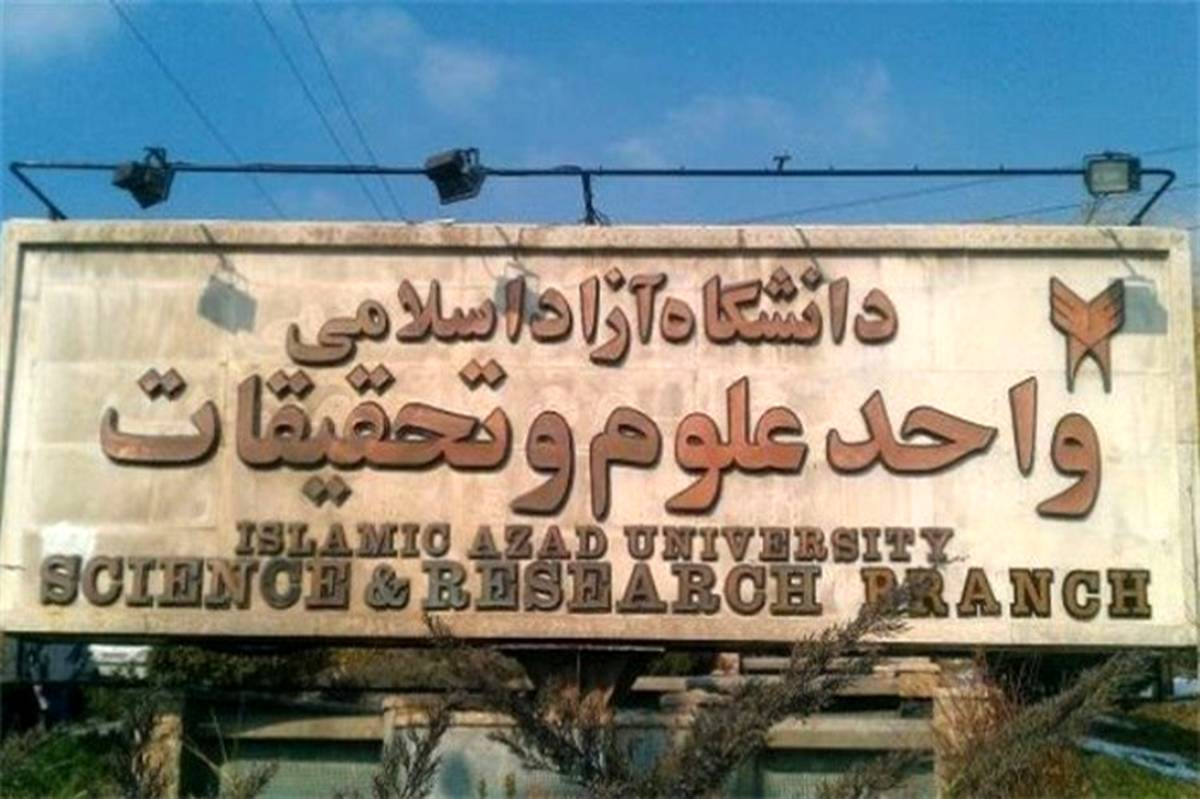 دانشگاه آزاد اسلامی
واحد علوم و تحقیقات
ISLAMIC AZAD UNIVERSITY
SCIENCE & RESEARCH BRANCH